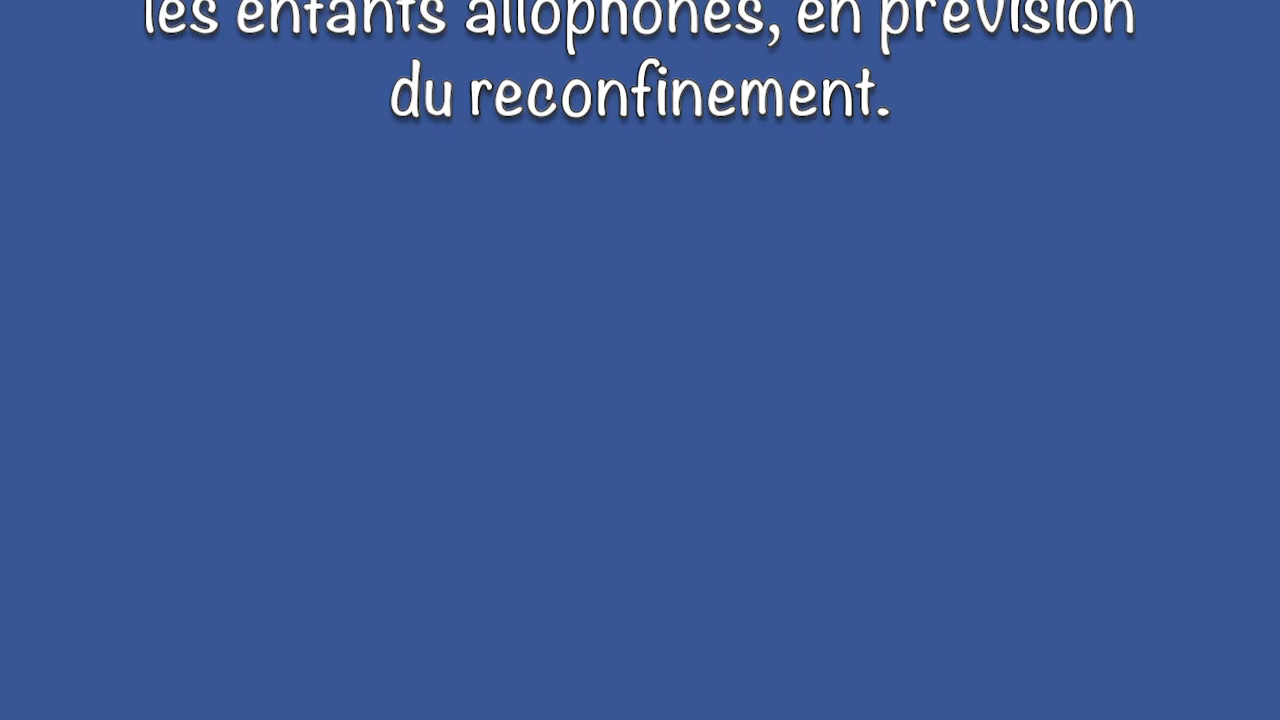 les enfants allophones, en prévision
du reconfinement.